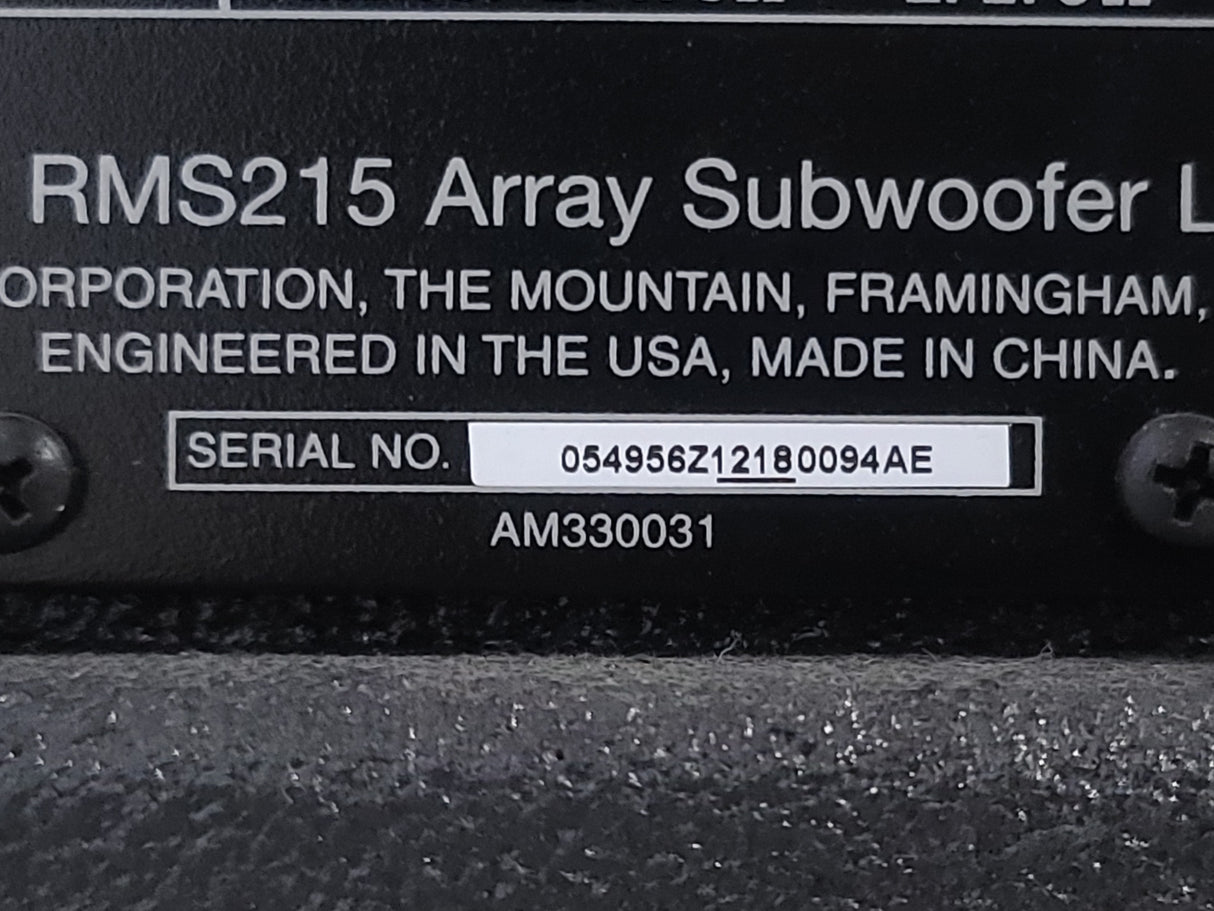 RMS215 Array Subwoofer L
ORPORATION, THE MOUNTAIN, FRAMINGHAM,
ENGINEERED IN THE USA, MADE IN CHINA.
SERIAL NO. 054956Z12180094AE
AM330031